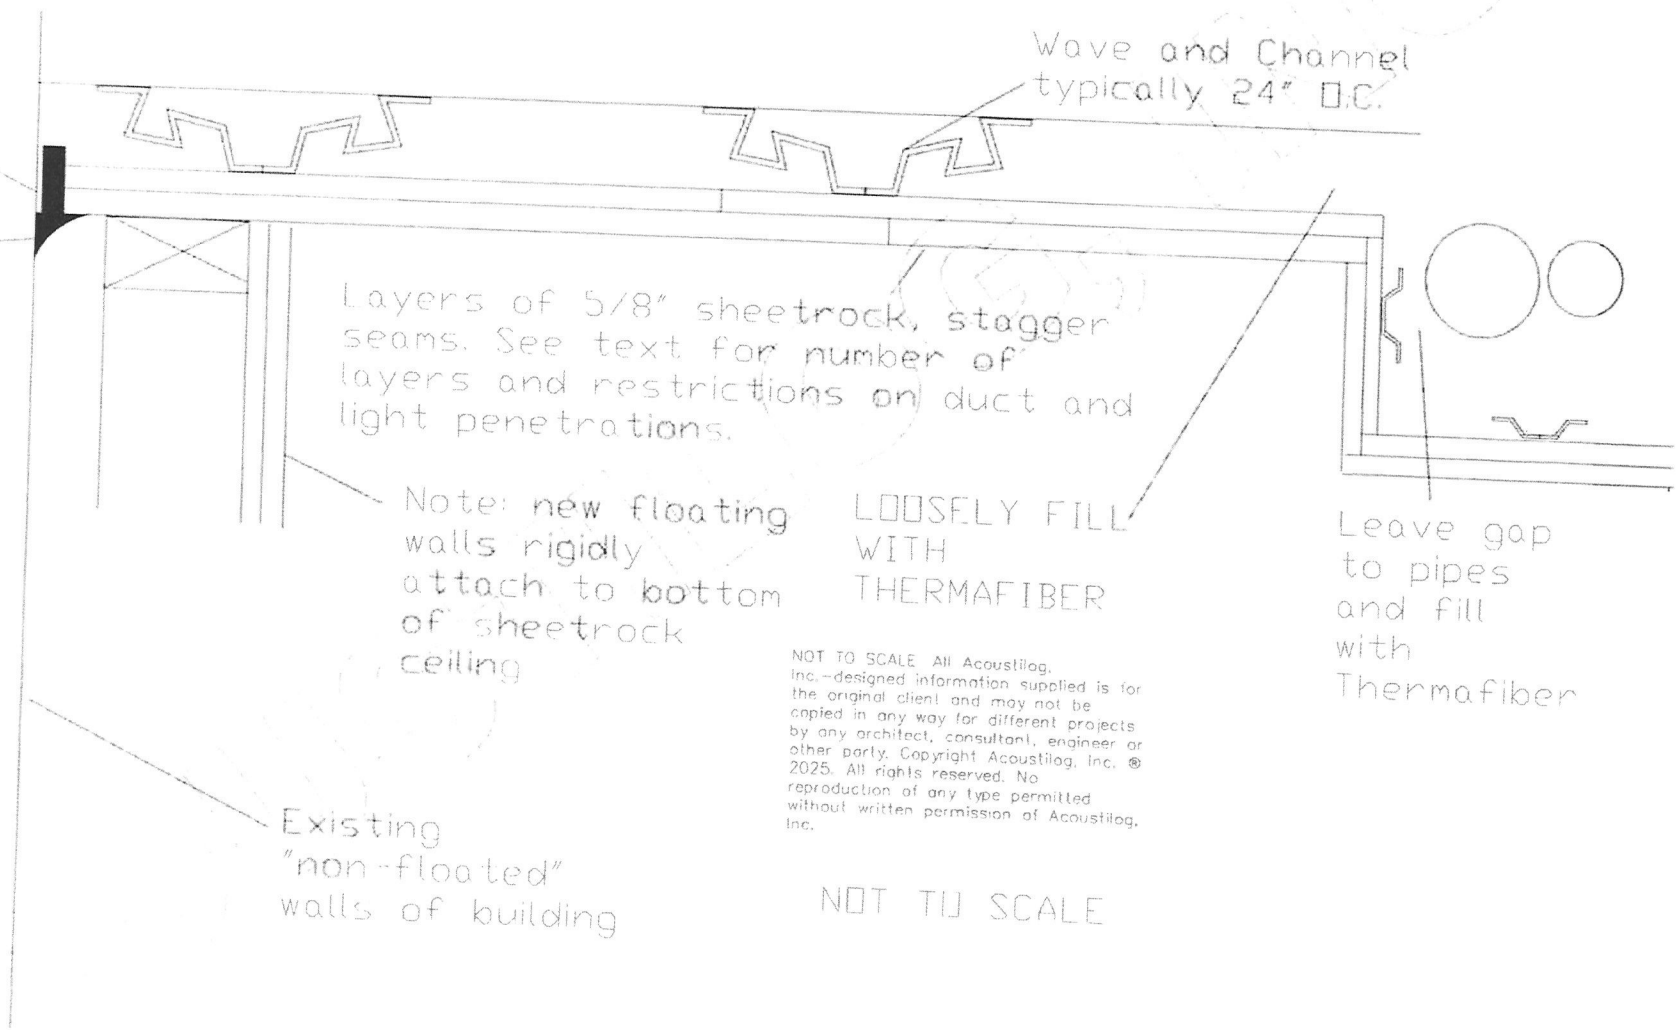 Wave and Channel
typically 24" O.C.
Layers of 5/8" sheetrock, stagger
seams. See text for number of
layers and restrictions on duct and
light penetrations.
Note: new floating
walls rigidly
attach to bottom
of sheetrock
ceiling
LOOSELY FILL
WITH
THERMAFIBER
Leave gap
to pipes
and fill
with
Thermafiber
NOT TO SCALE All Acoustilog,
Inc.-designed information supplied is for
the original client and may not be
copied in any way for different projects
by any architect, consultant, engineer or
other party. Copyright Acoustilog, Inc. ®
2025. All rights reserved. No
reproduction of any type permitted
without written permission of Acoustilog,
Inc.
Existing
"non-floated"
walls of building
NOT TO SCALE